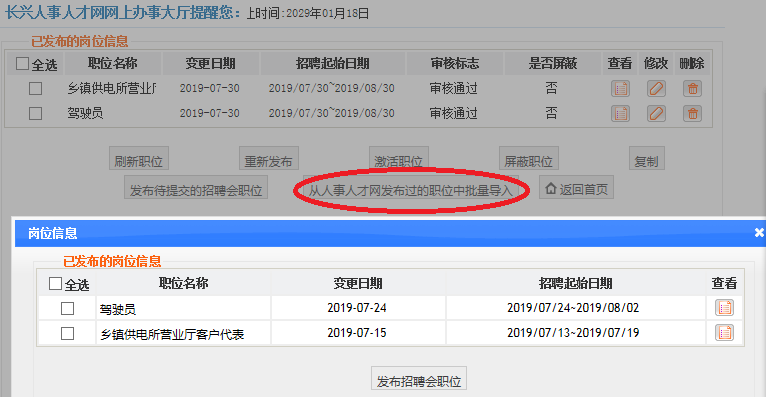 长兴人事人才网网上办事大厅提醒您：上时间:2029年01月18日
已发布的岗位信息
全选 职位名称 变更日期 招聘起始日期 审核标志 是否屏蔽 查看 修改 删除
乡镇供电所营业厅 2019-07-30 2019/07/30~2019/08/30 审核通过 否
驾驶员 2019-07-30 2019/07/30~2019/08/30 审核通过 否
刷新职位 重新发布 激活职位 屏蔽职位 复制
发布待提交的招聘会职位 从人事人才网发布过的职位中批量导入 返回首页
岗位信息
已发布的岗位信息
全选 职位名称 变更日期 招聘起始日期 查看
驾驶员 2019-07-24 2019/07/24~2019/08/02
乡镇供电所营业厅客户代表 2019-07-15 2019/07/13~2019/07/19
发布招聘会职位